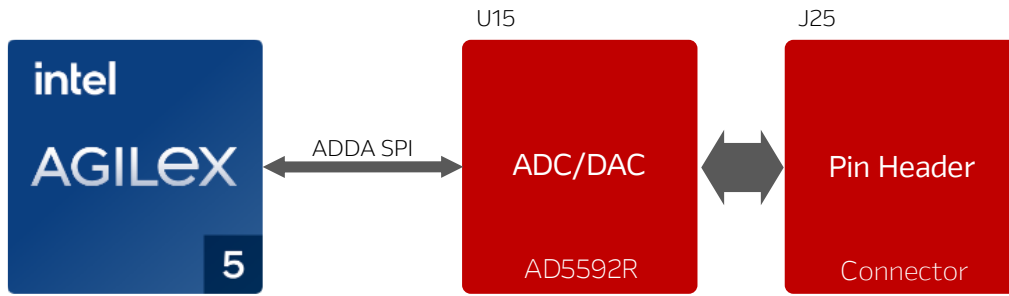 U15
J25
intel
AGILEX
5
ADDA SPI
ADC/DAC
AD5592R
Pin Header
Connector